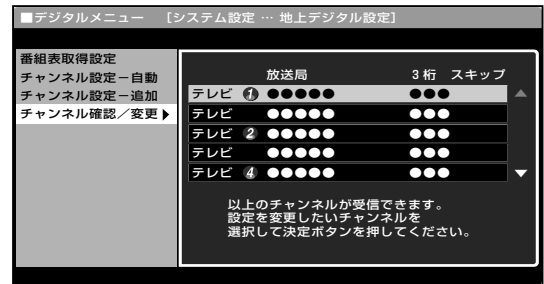 ■デジタルメニュー ［システム設定 … 地上デジタル設定］
番組表取得設定
チャンネル設定－自動
チャンネル設定－追加
チャンネル確認／変更▶
放送局 3桁 スキップ
テレビ ❶ ●●●●● ●●● ▲
テレビ ●●●●● ●●●
テレビ ❷ ●●●●● ●●●
テレビ ●●●●● ●●●
テレビ ❹ ●●●●● ●●● ▼
以上のチャンネルが受信できます。
設定を変更したいチャンネルを
選択して決定ボタンを押してください。